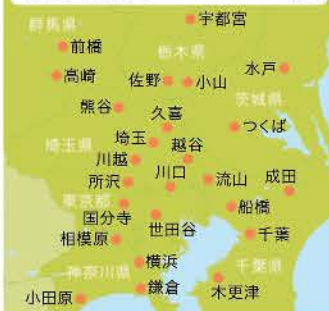 宇都宮
群馬県
前橋
栃木県
高崎
佐野
小山
水戸
熊谷
久喜
茨城県
つくば
埼玉県
埼玉
越谷
川越
川口
所沢
流山
成田
東京都
国分寺
船橋
世田谷
相模原
千葉
横浜
千葉県
神奈川県
鎌倉
木更津
小田原